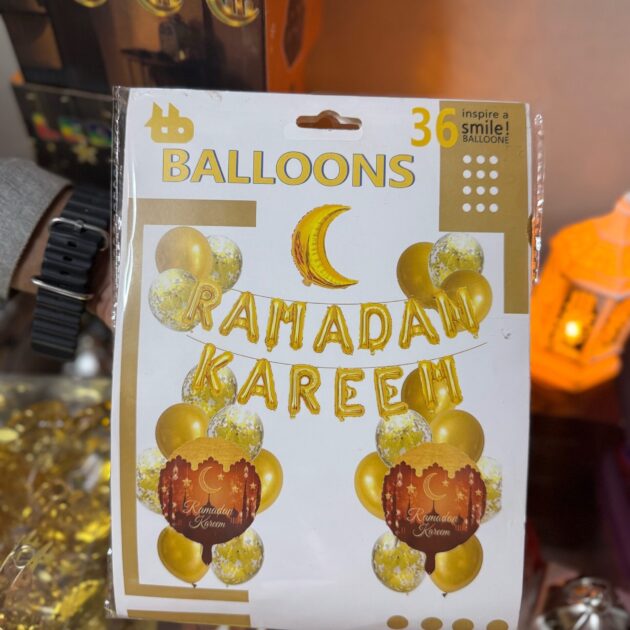 BALLOONS
36
inspire a
smile!
BALLOONE
RAMADAN
KAREEM
Ramadan
Kareem
Ramadan
Kareem